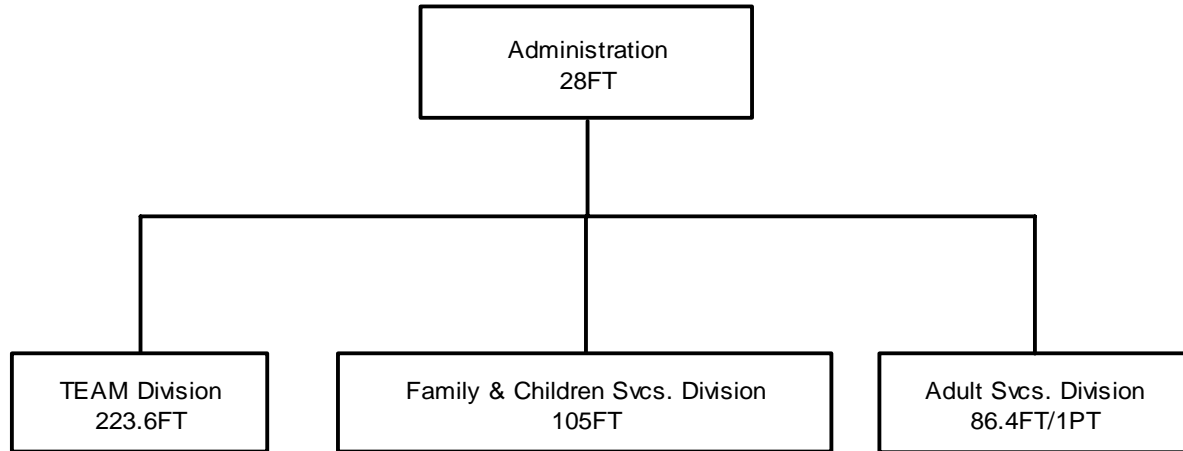 Administration
28FT
TEAM Division
223.6FT
Family & Children Svcs. Division
105FT
Adult Svcs. Division
86.4FT/1PT